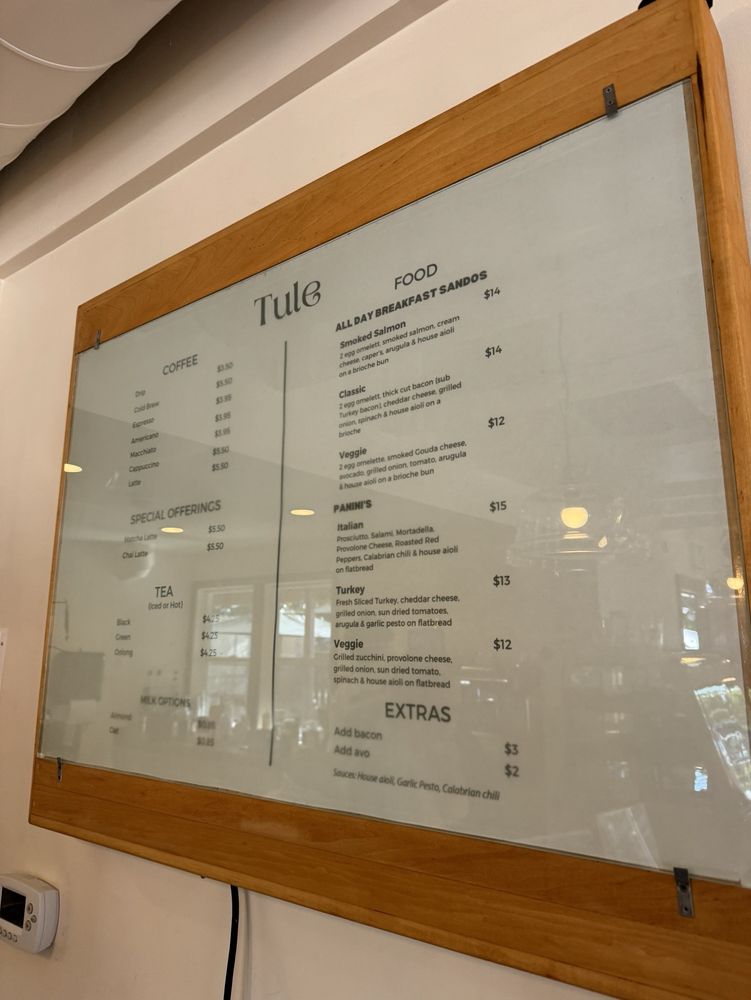 Tule
COFFEE
Drip $3.50
Cold Brew $5.50
Espresso $3.95
Americano $3.95
Macchiato $3.95
Cappuccino $5.50
Latte $5.50
SPECIAL OFFERINGS
Matcha Latte $5.50
Chai Latte $5.50
TEA
(Iced or Hot)
Black $4.25
Green $4.25
Oolong $4.25
MILK OPTIONS
Almond $0.85
Oat $0.85
FOOD
ALL DAY BREAKFAST SANDOS
Smoked Salmon $14
2 egg omelett, smoked salmon, cream
cheese, caper's, arugula & house aioli
on a brioche bun
Classic $14
2 egg omelett, thick cut bacon (sub
Turkey bacon), cheddar cheese, grilled
onion, spinach & house aioli on a
brioche
Veggie $12
2 egg omelette, smoked Gouda cheese,
avocado, grilled onion, tomato, arugula
& house aioli on a brioche bun
PANINI'S
Italian $15
Prosciutto, Salami, Mortadella,
Provolone Cheese, Roasted Red
Peppers, Calabrian chili & house aioli
on flatbread
Turkey $13
Fresh Sliced Turkey, cheddar cheese,
grilled onion, sun dried tomatoes,
arugula & garlic pesto on flatbread
Veggie $12
Grilled zucchini, provolone cheese,
grilled onion, sun dried tomato,
spinach & house aioli on flatbread
EXTRAS
Add bacon $3
Add avo $2
Sauces: House aioli, Garlic Pesto, Calabrian chili